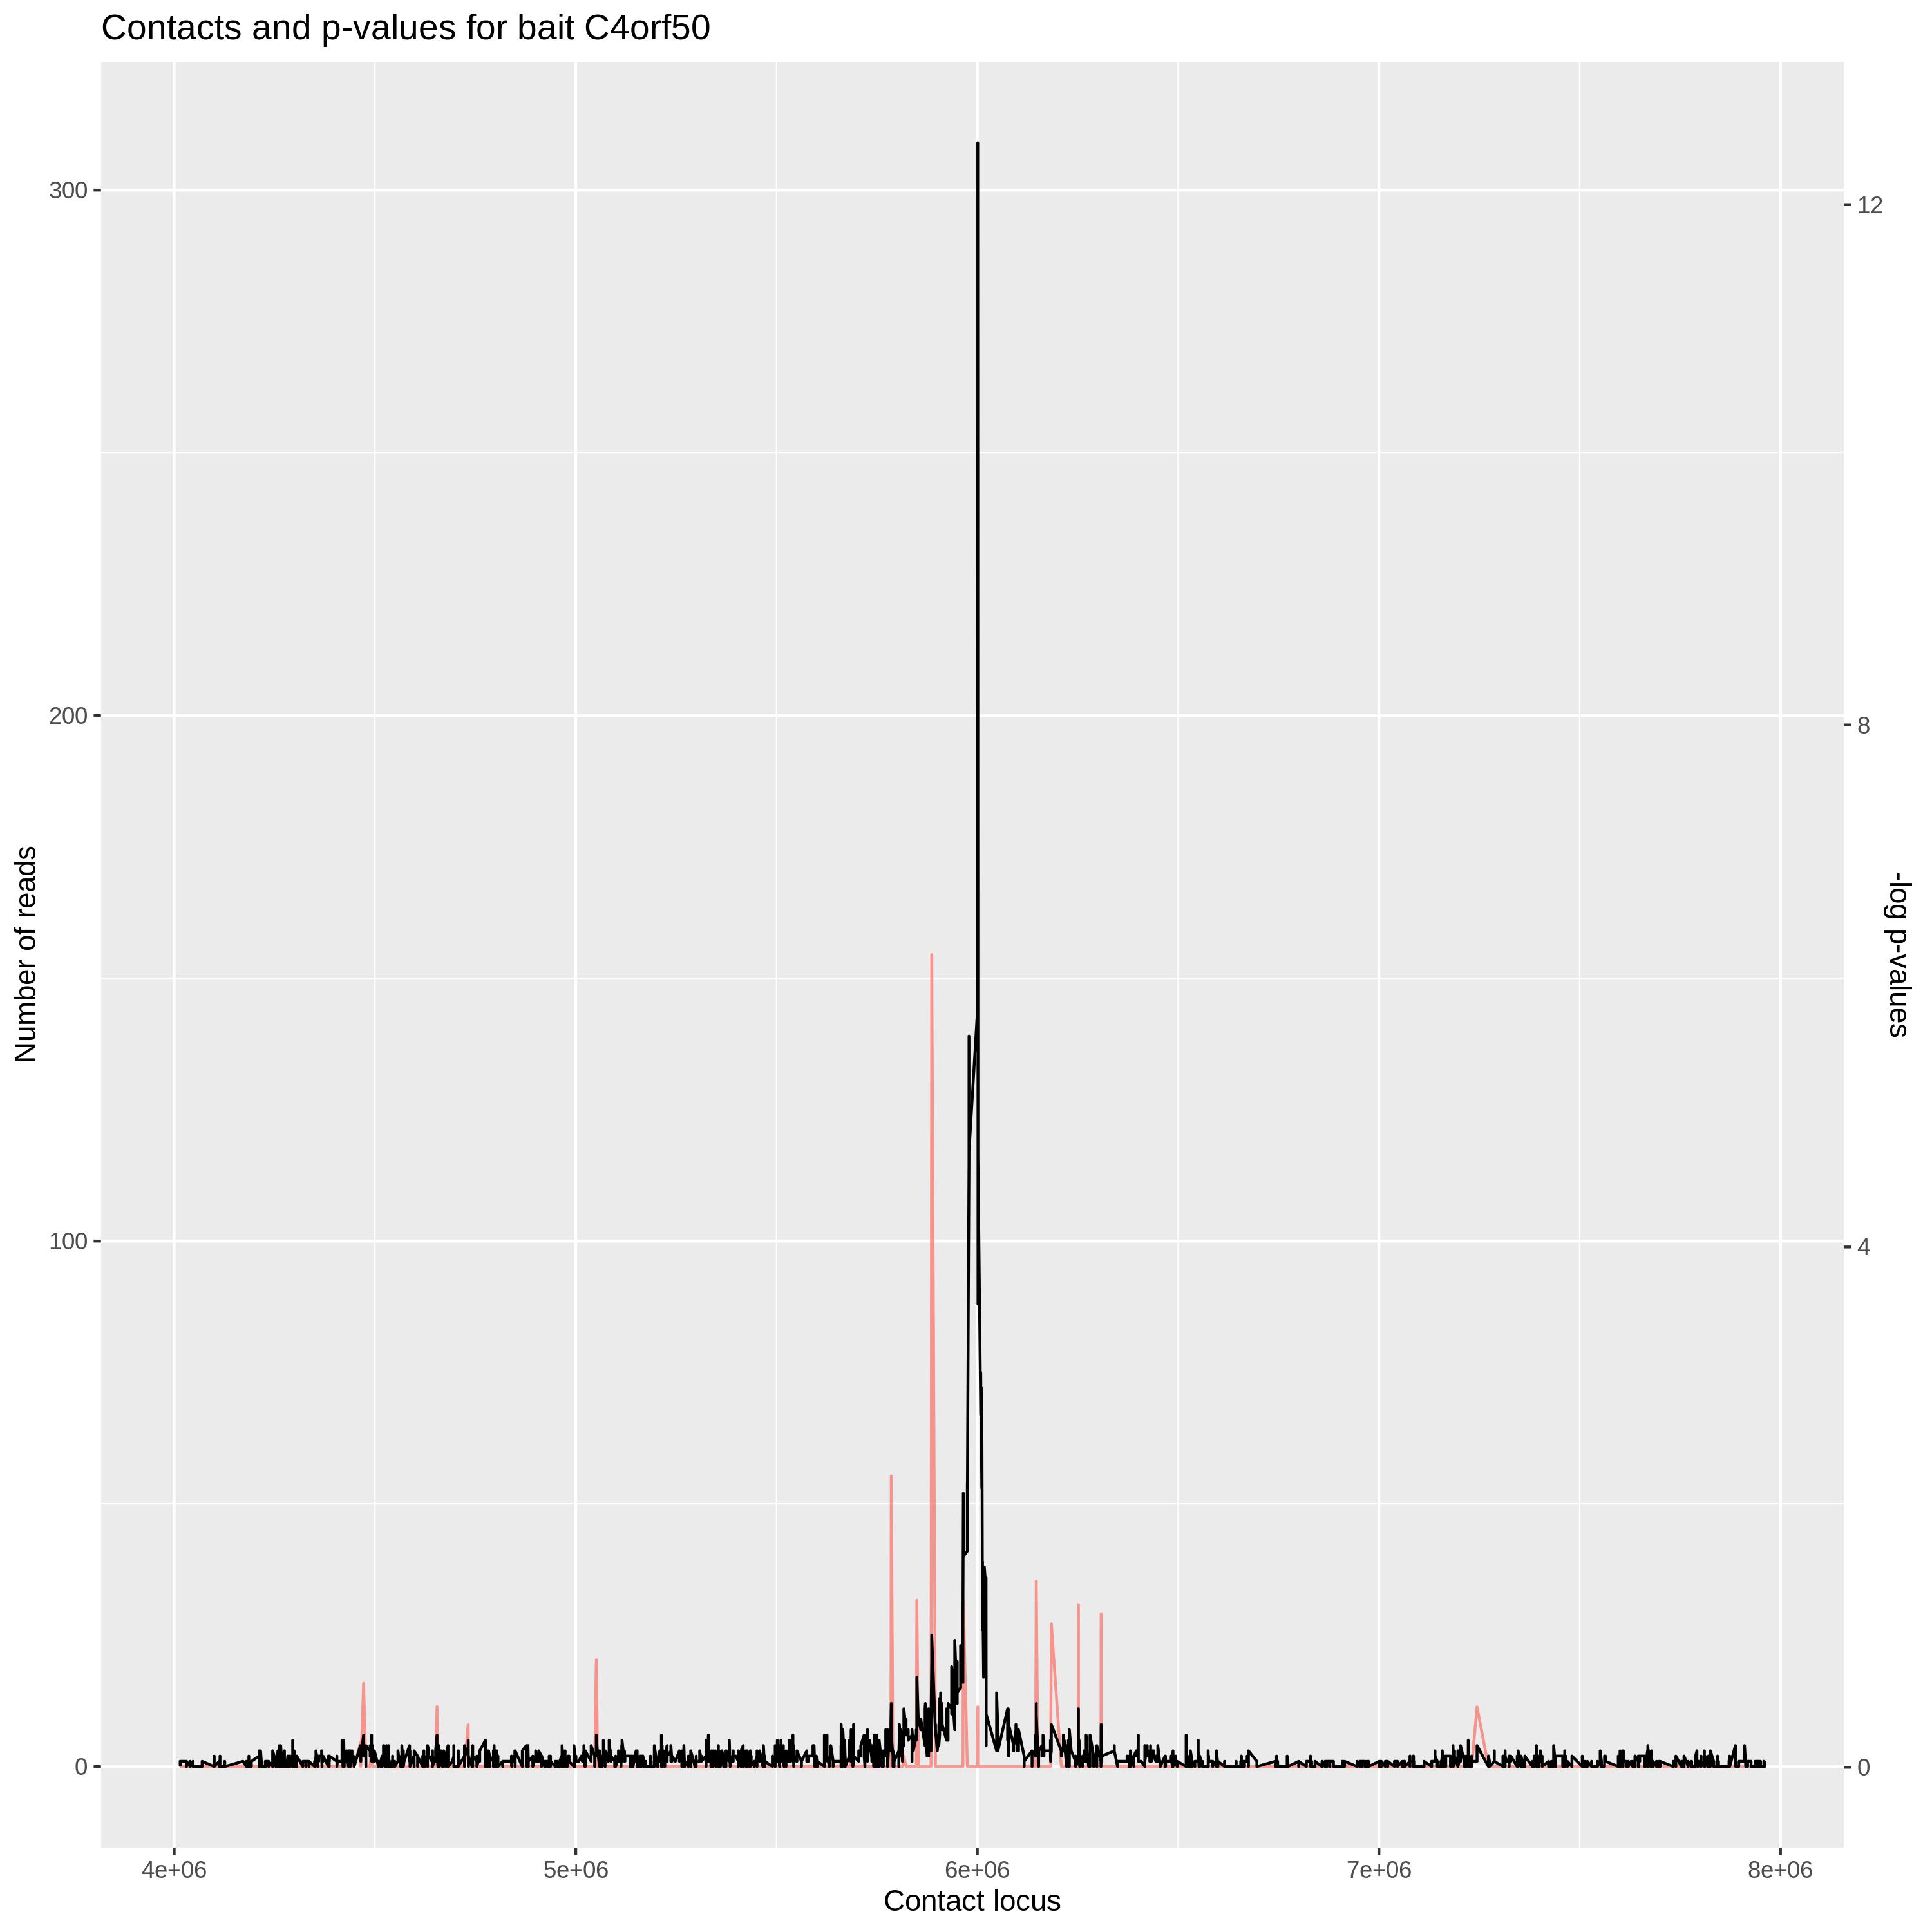 Contacts and p-values for bait C4orf50
300
200
100
0
12
8
4
0
Number of reads
-log p-values
4e+06
5e+06
6e+06
7e+06
8e+06
Contact locus